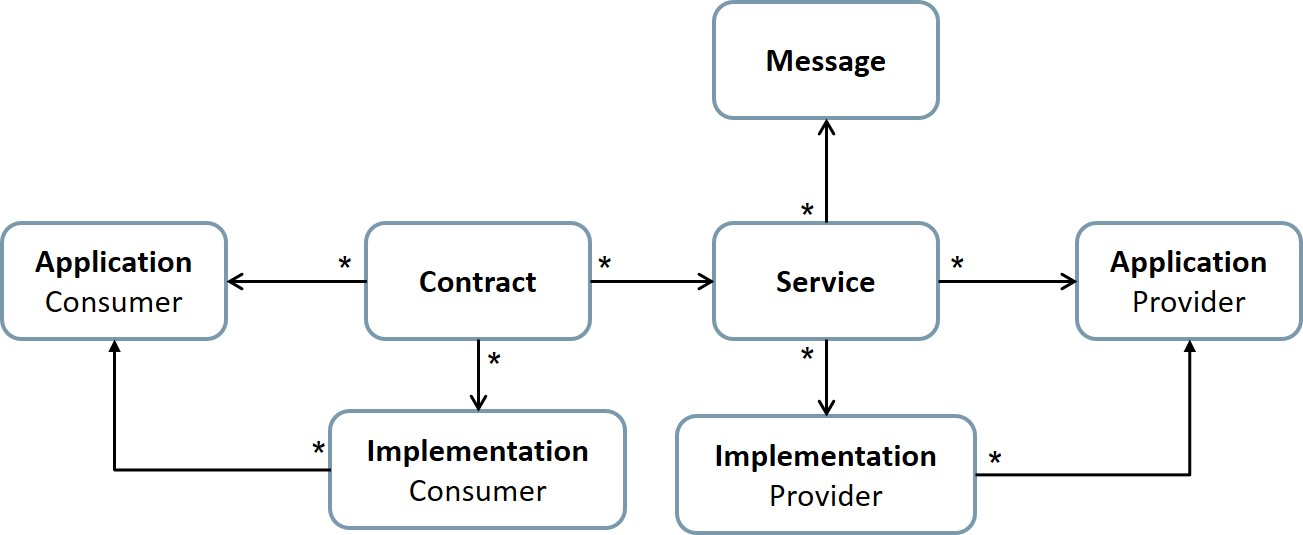 Message
*
Application
Consumer
*
Contract
*
Service
*
Application
Provider
*
*
*
Implementation
Consumer
Implementation
Provider
*